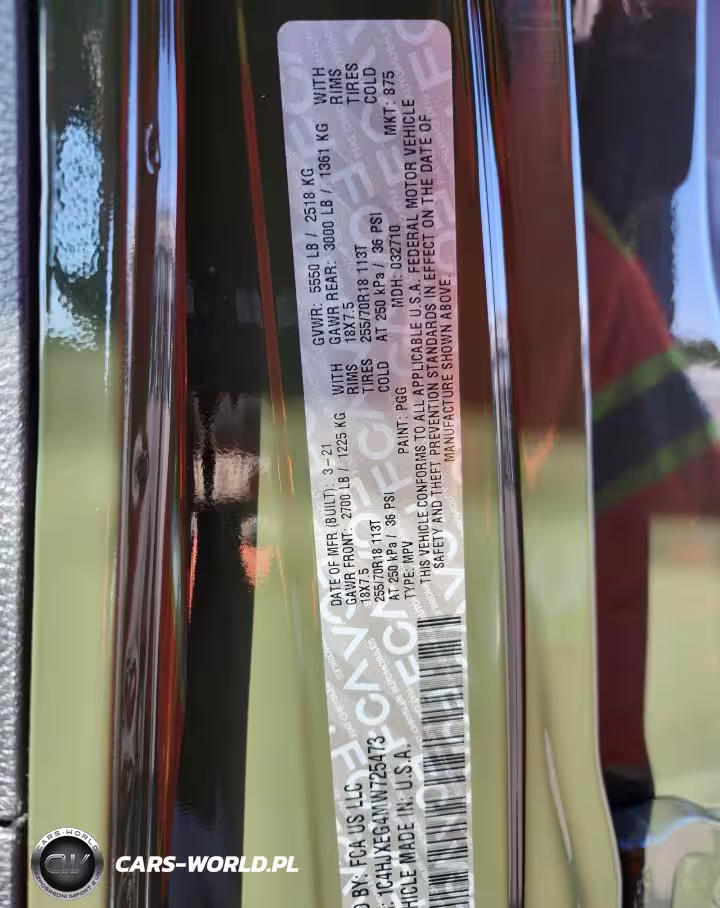 D BY: FCA US LLC
DATE OF MFR (BUILT): 3-21
GVWR: 5550 LB / 2518 KG
GAWR FRONT: 2700 LB / 1225 KG WITH
GAWR REAR: 3000 LB / 1361 KG WITH
18X7.5 RIMS
18X7.5 RIMS
255/70R18 113T TIRES
255/70R18 113T TIRES
AT 250 kPa / 36 PSI COLD
AT 250 kPa / 36 PSI COLD
TYPE: MPV
PAINT: PGG
MDH: 032710
MKT: 875
THIS VEHICLE CONFORMS TO ALL APPLICABLE U.S.A. FEDERAL MOTOR VEHICLE
SAFETY AND THEFT PREVENTION STANDARDS IN EFFECT ON THE DATE OF
MANUFACTURE SHOWN ABOVE.
1C4HJXEG4MW725473
HICLE MADE IN: U.S.A.
FCA
CARS-WORLD
CW
CARS-WORLD.PL